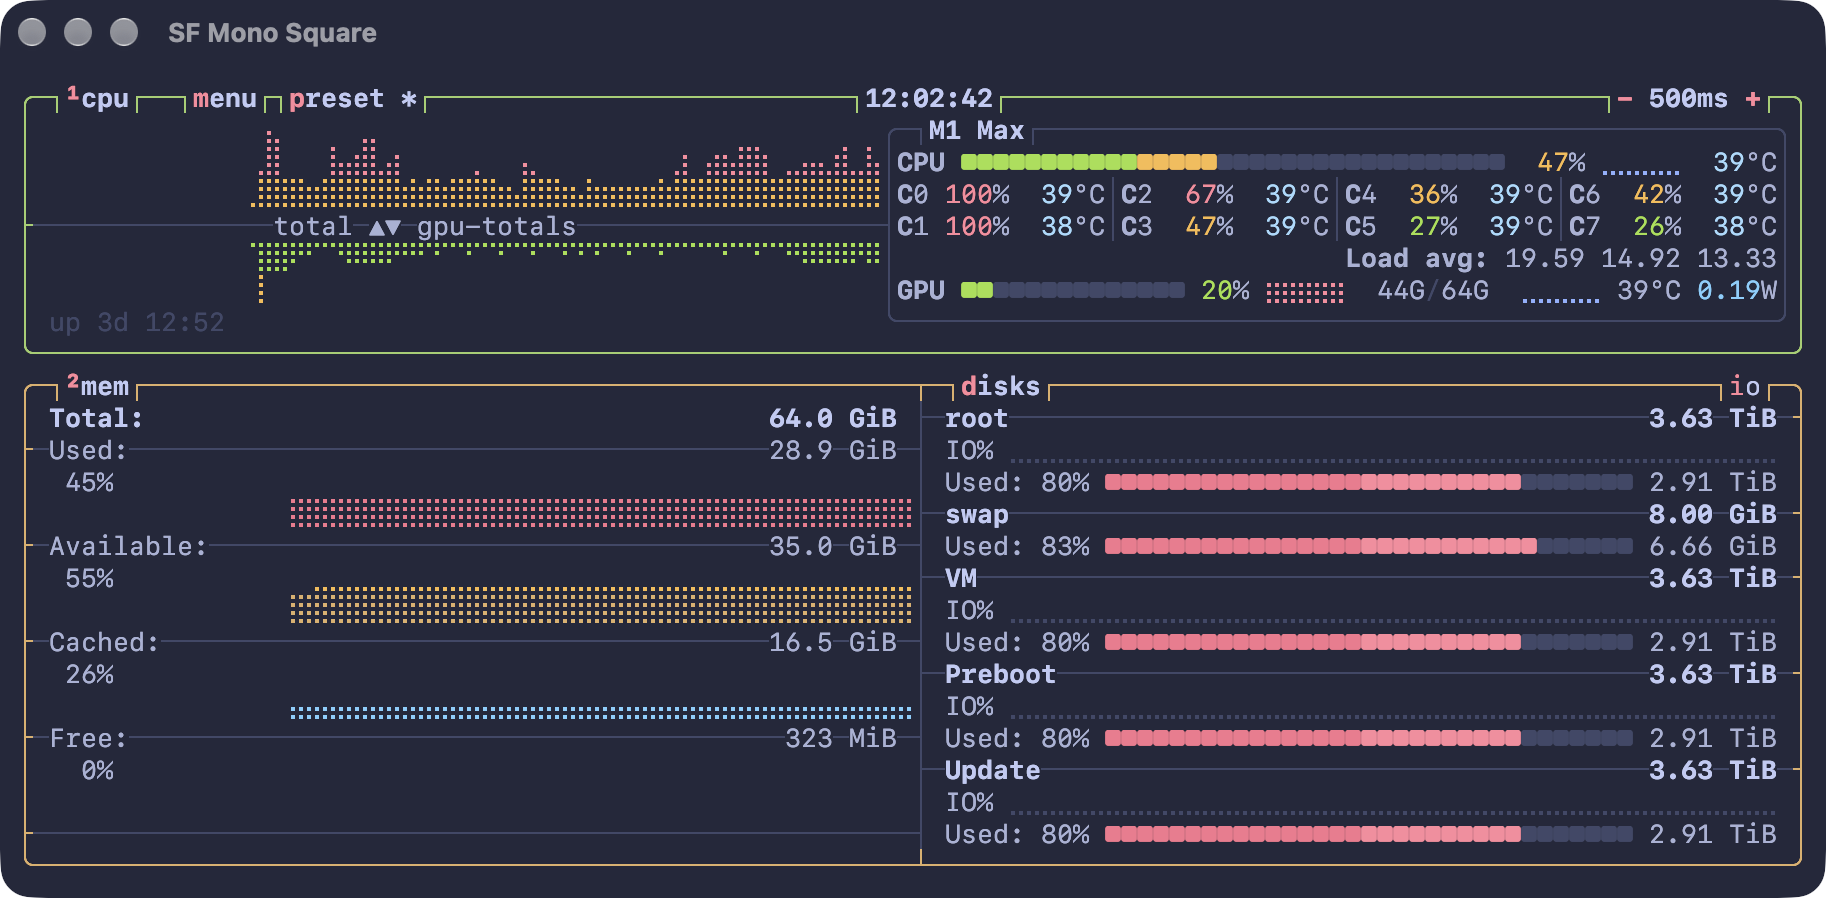 SF Mono Square
¹cpu menu preset * 12:02:42 − 500ms +
M1 Max
CPU 47% 39°C
C0 100% 39°C C2 67% 39°C C4 36% 39°C C6 42% 39°C
C1 100% 38°C C3 47% 39°C C5 27% 39°C C7 26% 38°C
Load avg: 19.59 14.92 13.33
GPU 20% 44G/64G 39°C 0.19W
total ▲▼ gpu-totals
up 3d 12:52
²mem
Total: 64.0 GiB
Used: 28.9 GiB
45%
Available: 35.0 GiB
55%
Cached: 16.5 GiB
26%
Free: 323 MiB
0%
disks io
root 3.63 TiB
IO%
Used: 80% 2.91 TiB
swap 8.00 GiB
Used: 83% 6.66 GiB
VM 3.63 TiB
IO%
Used: 80% 2.91 TiB
Preboot 3.63 TiB
IO%
Used: 80% 2.91 TiB
Update 3.63 TiB
IO%
Used: 80% 2.91 TiB